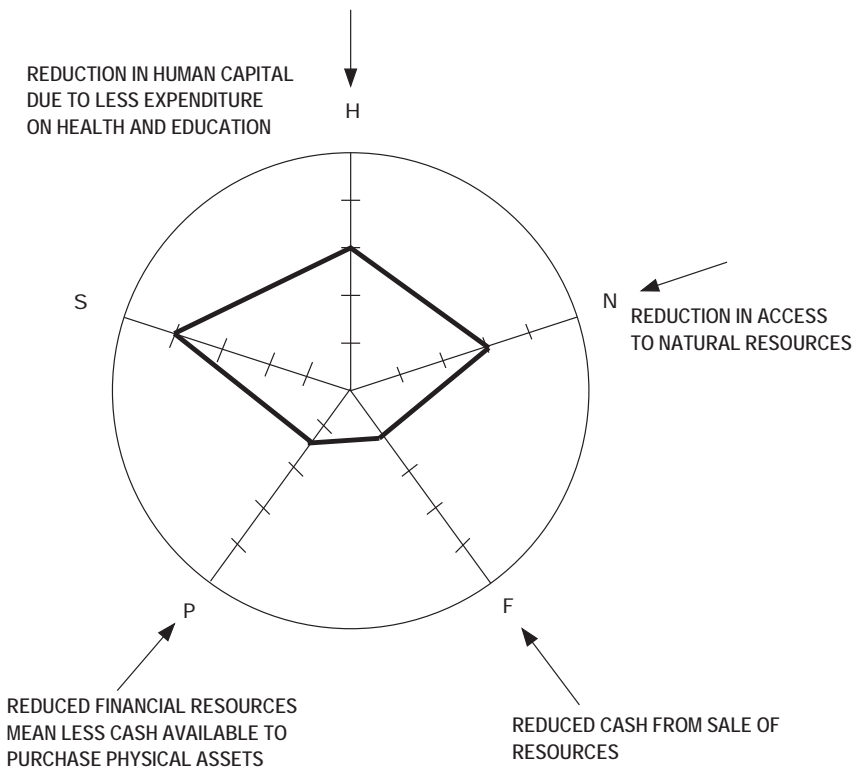 REDUCTION IN HUMAN CAPITAL
DUE TO LESS EXPENDITURE
ON HEALTH AND EDUCATION
H
S
N
REDUCTION IN ACCESS
TO NATURAL RESOURCES
P
F
REDUCED FINANCIAL RESOURCES
MEAN LESS CASH AVAILABLE TO
PURCHASE PHYSICAL ASSETS
REDUCED CASH FROM SALE OF
RESOURCES